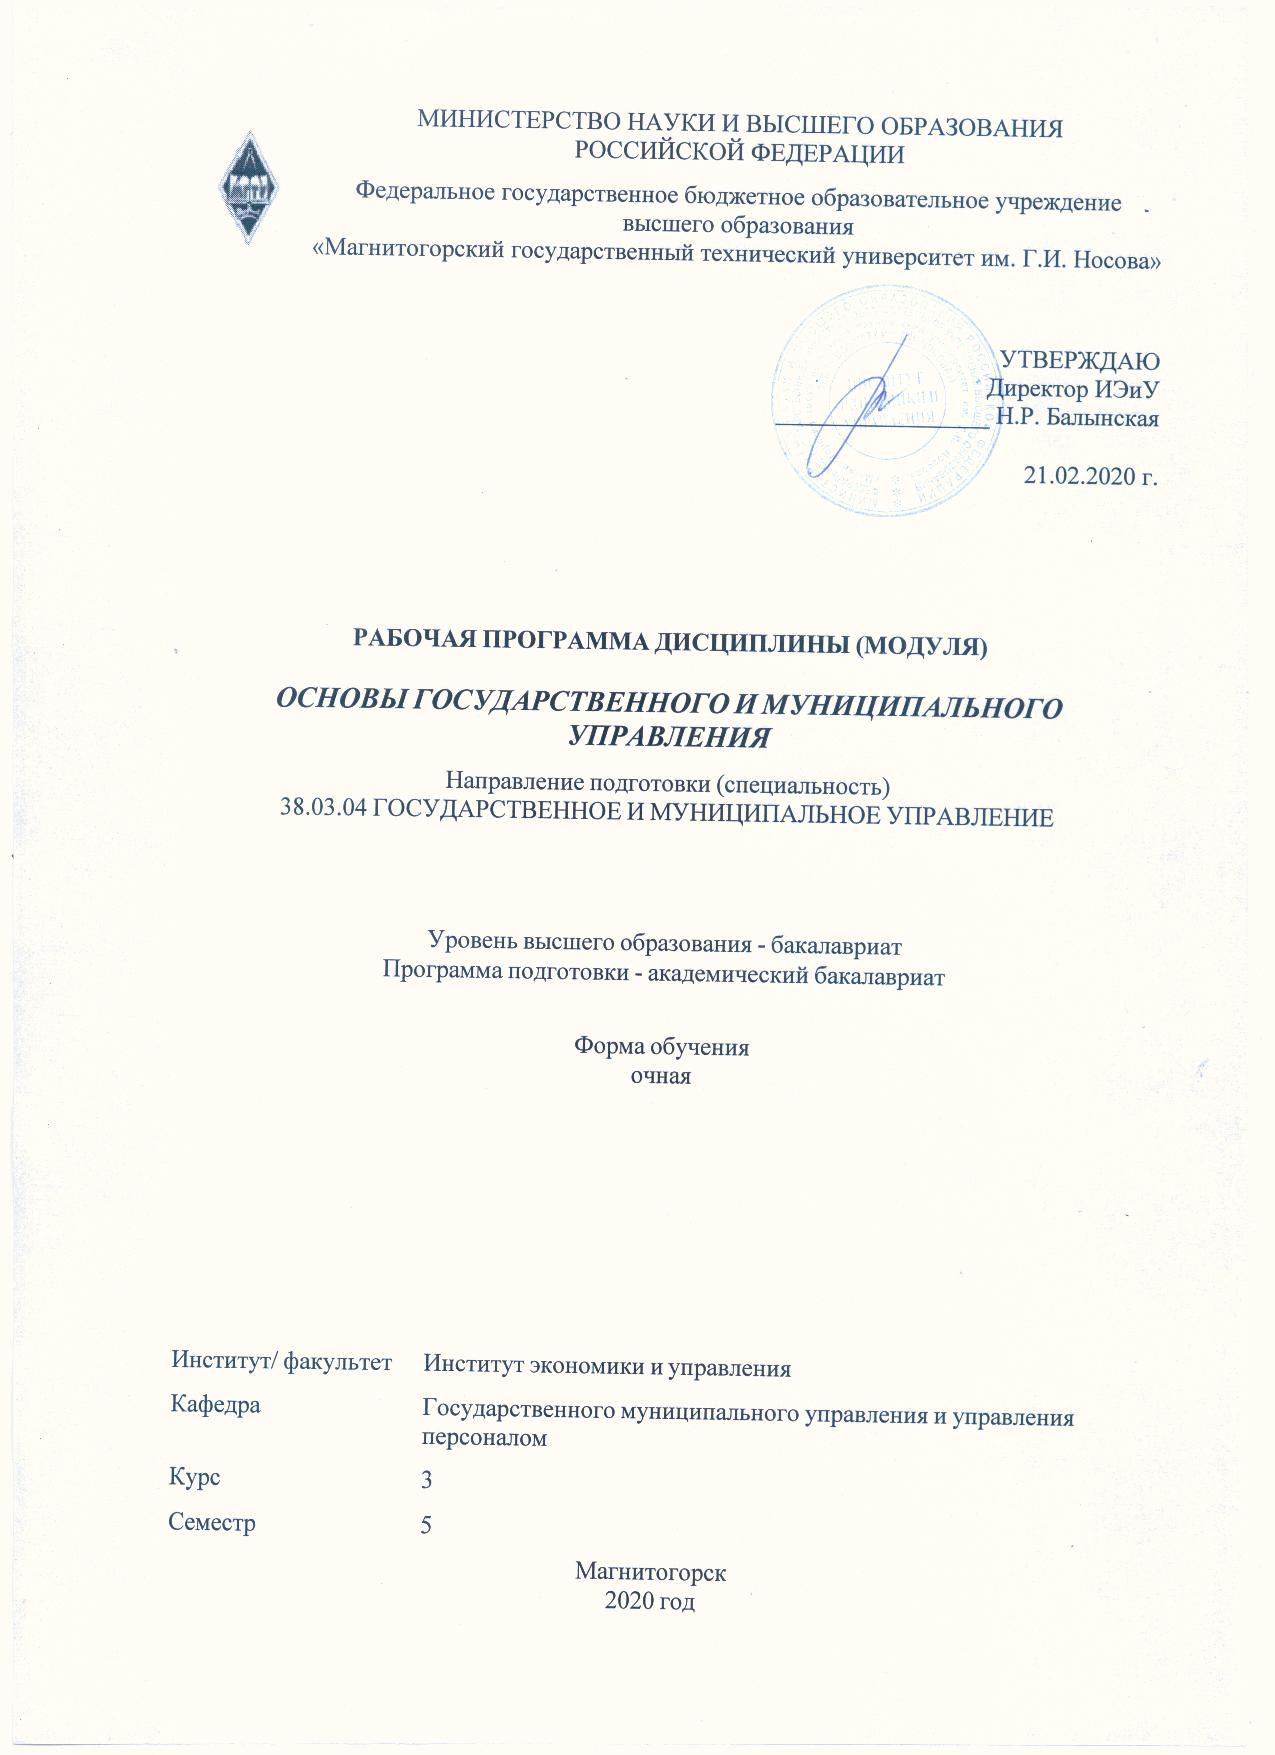 МИНИСТЕРСТВО НАУКИ И ВЫСШЕГО ОБРАЗОВАНИЯ
РОССИЙСКОЙ ФЕДЕРАЦИИ
Федеральное государственное бюджетное образовательное учреждение
высшего образования
«Магнитогорский государственный технический университет им. Г.И. Носова»
УТВЕРЖДАЮ
Директор ИЭиУ
Н.Р. Балынская
21.02.2020 г.
РАБОЧАЯ ПРОГРАММА ДИСЦИПЛИНЫ (МОДУЛЯ)
ОСНОВЫ ГОСУДАРСТВЕННОГО И МУНИЦИПАЛЬНОГО
УПРАВЛЕНИЯ
Направление подготовки (специальность)
38.03.04 ГОСУДАРСТВЕННОЕ И МУНИЦИПАЛЬНОЕ УПРАВЛЕНИЕ
Уровень высшего образования - бакалавриат
Программа подготовки - академический бакалавриат
Форма обучения
очная
Институт/ факультет Институт экономики и управления
Кафедра Государственного муниципального управления и управления
персоналом
Курс 3
Семестр 5
Магнитогорск
2020 год